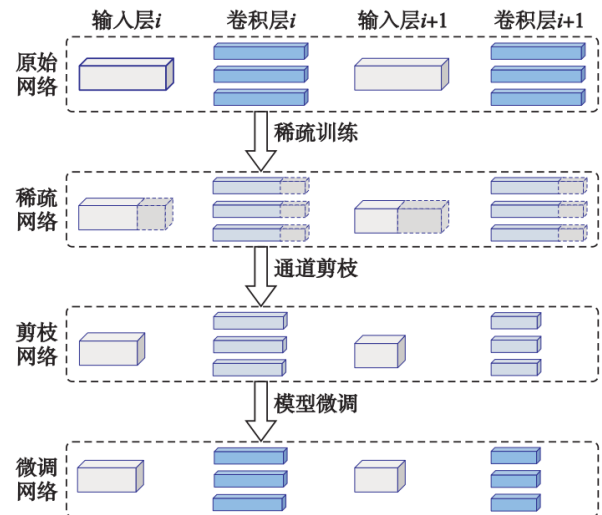 输入层i 卷积层i 输入层i+1 卷积层i+1
原始
网络
稀疏训练
稀疏
网络
通道剪枝
剪枝
网络
模型微调
微调
网络